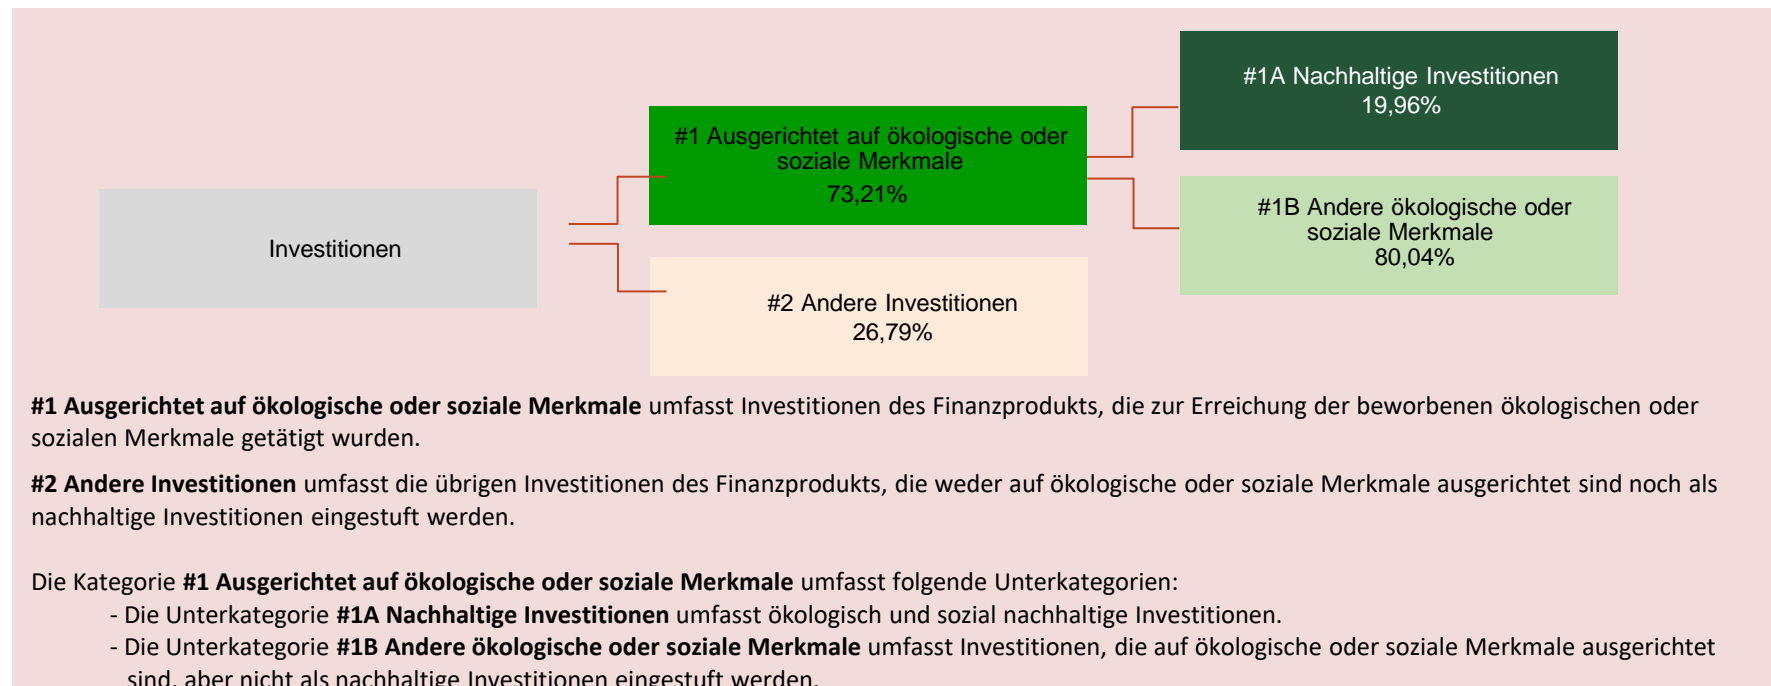 #1A Nachhaltige Investitionen
19,96%
#1 Ausgerichtet auf ökologische oder
soziale Merkmale
73,21%
#1B Andere ökologische oder
soziale Merkmale
80,04%
Investitionen
#2 Andere Investitionen
26,79%
#1 Ausgerichtet auf ökologische oder soziale Merkmale umfasst Investitionen des Finanzprodukts, die zur Erreichung der beworbenen ökologischen oder
sozialen Merkmale getätigt wurden.
#2 Andere Investitionen umfasst die übrigen Investitionen des Finanzprodukts, die weder auf ökologische oder soziale Merkmale ausgerichtet sind noch als
nachhaltige Investitionen eingestuft werden.
Die Kategorie #1 Ausgerichtet auf ökologische oder soziale Merkmale umfasst folgende Unterkategorien:
- Die Unterkategorie #1A Nachhaltige Investitionen umfasst ökologisch und sozial nachhaltige Investitionen.
- Die Unterkategorie #1B Andere ökologische oder soziale Merkmale umfasst Investitionen, die auf ökologische oder soziale Merkmale ausgerichtet
sind, aber nicht als nachhaltige Investitionen eingestuft werden.